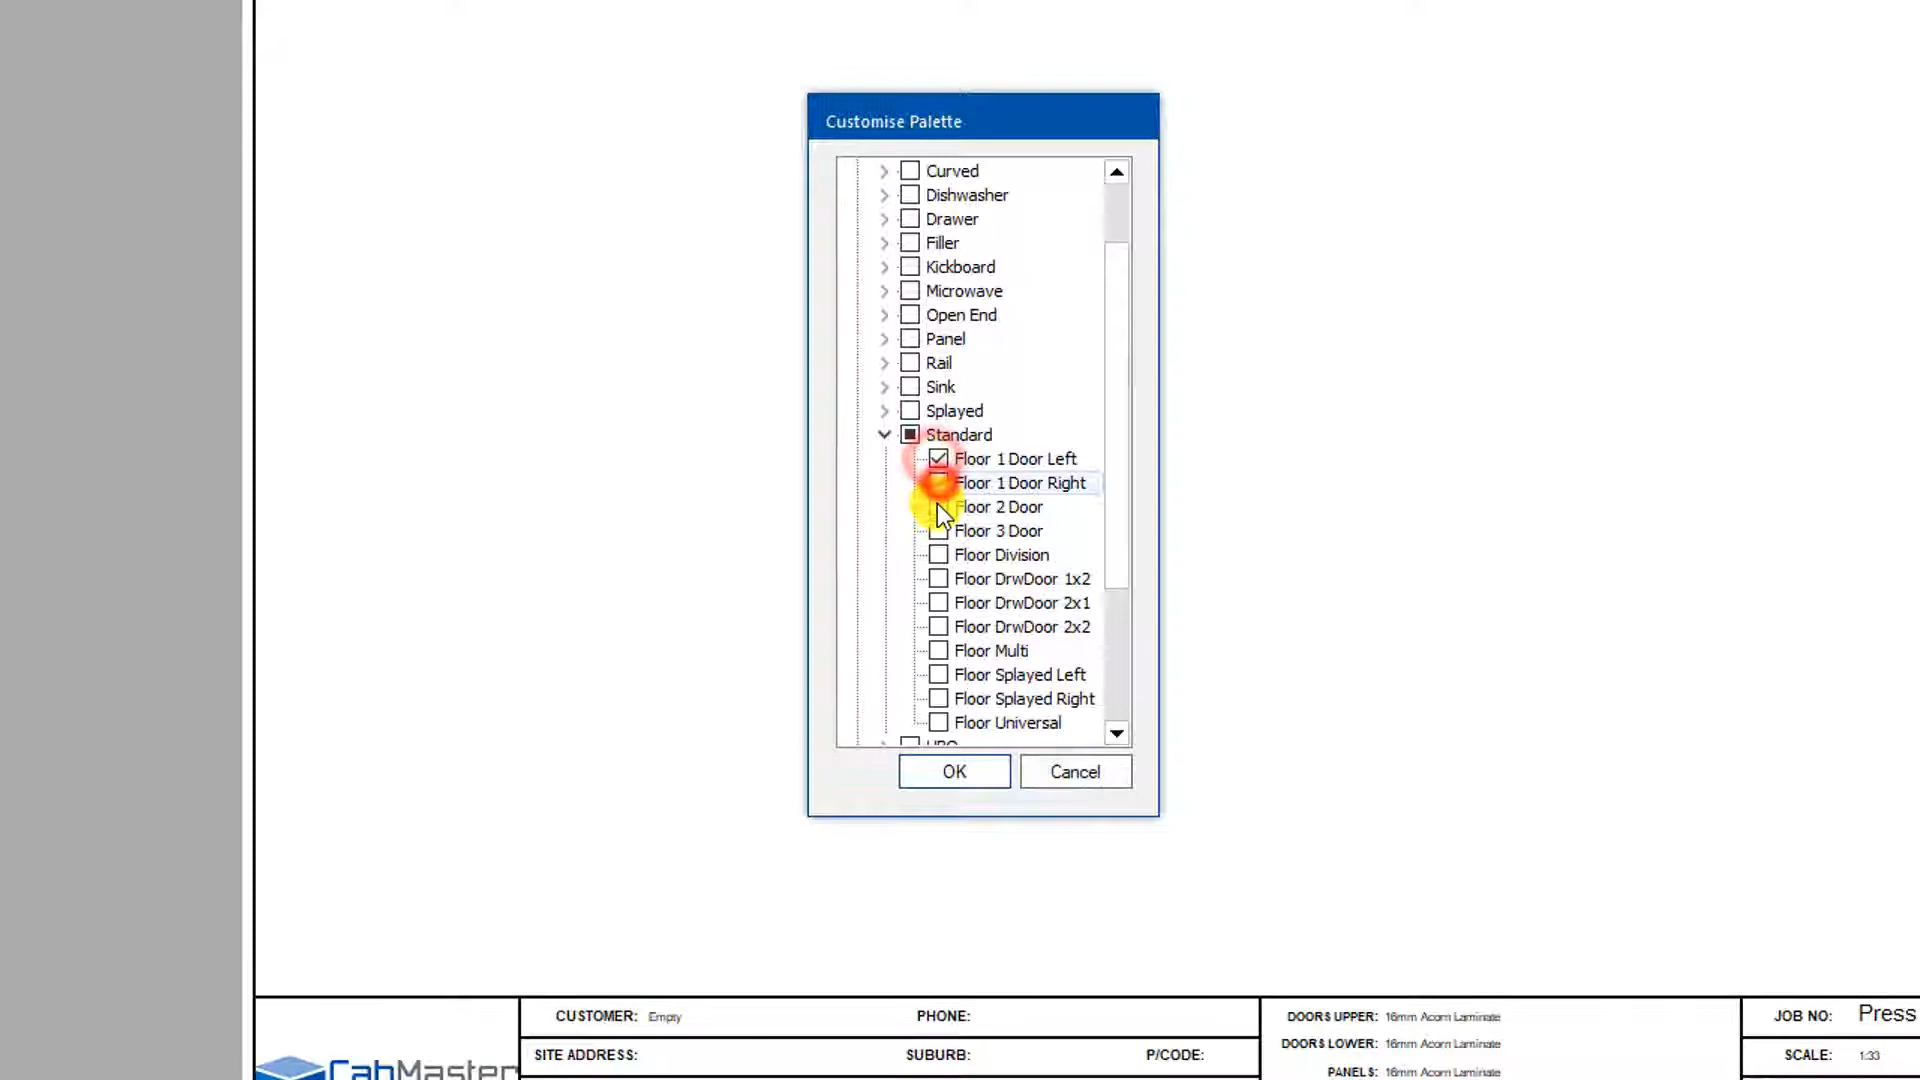 Customise Palette
Curved
Dishwasher
Drawer
Filler
Kickboard
Microwave
Open End
Panel
Rail
Sink
Splayed
Standard
Floor 1 Door Left
Floor 1 Door Right
Floor 2 Door
Floor 3 Door
Floor Division
Floor DrwDoor 1x2
Floor DrwDoor 2x1
Floor DrwDoor 2x2
Floor Multi
Floor Splayed Left
Floor Splayed Right
Floor Universal
OK Cancel
CUSTOMER: Empty PHONE: DOORS UPPER: 16mm Acorn Laminate JOB NO: Press
DOORS LOWER: 16mm Acorn Laminate
SITE ADDRESS: SUBURB: P/CODE: SCALE: 1:33
CabMaster PANELS: 16mm Acorn Laminate